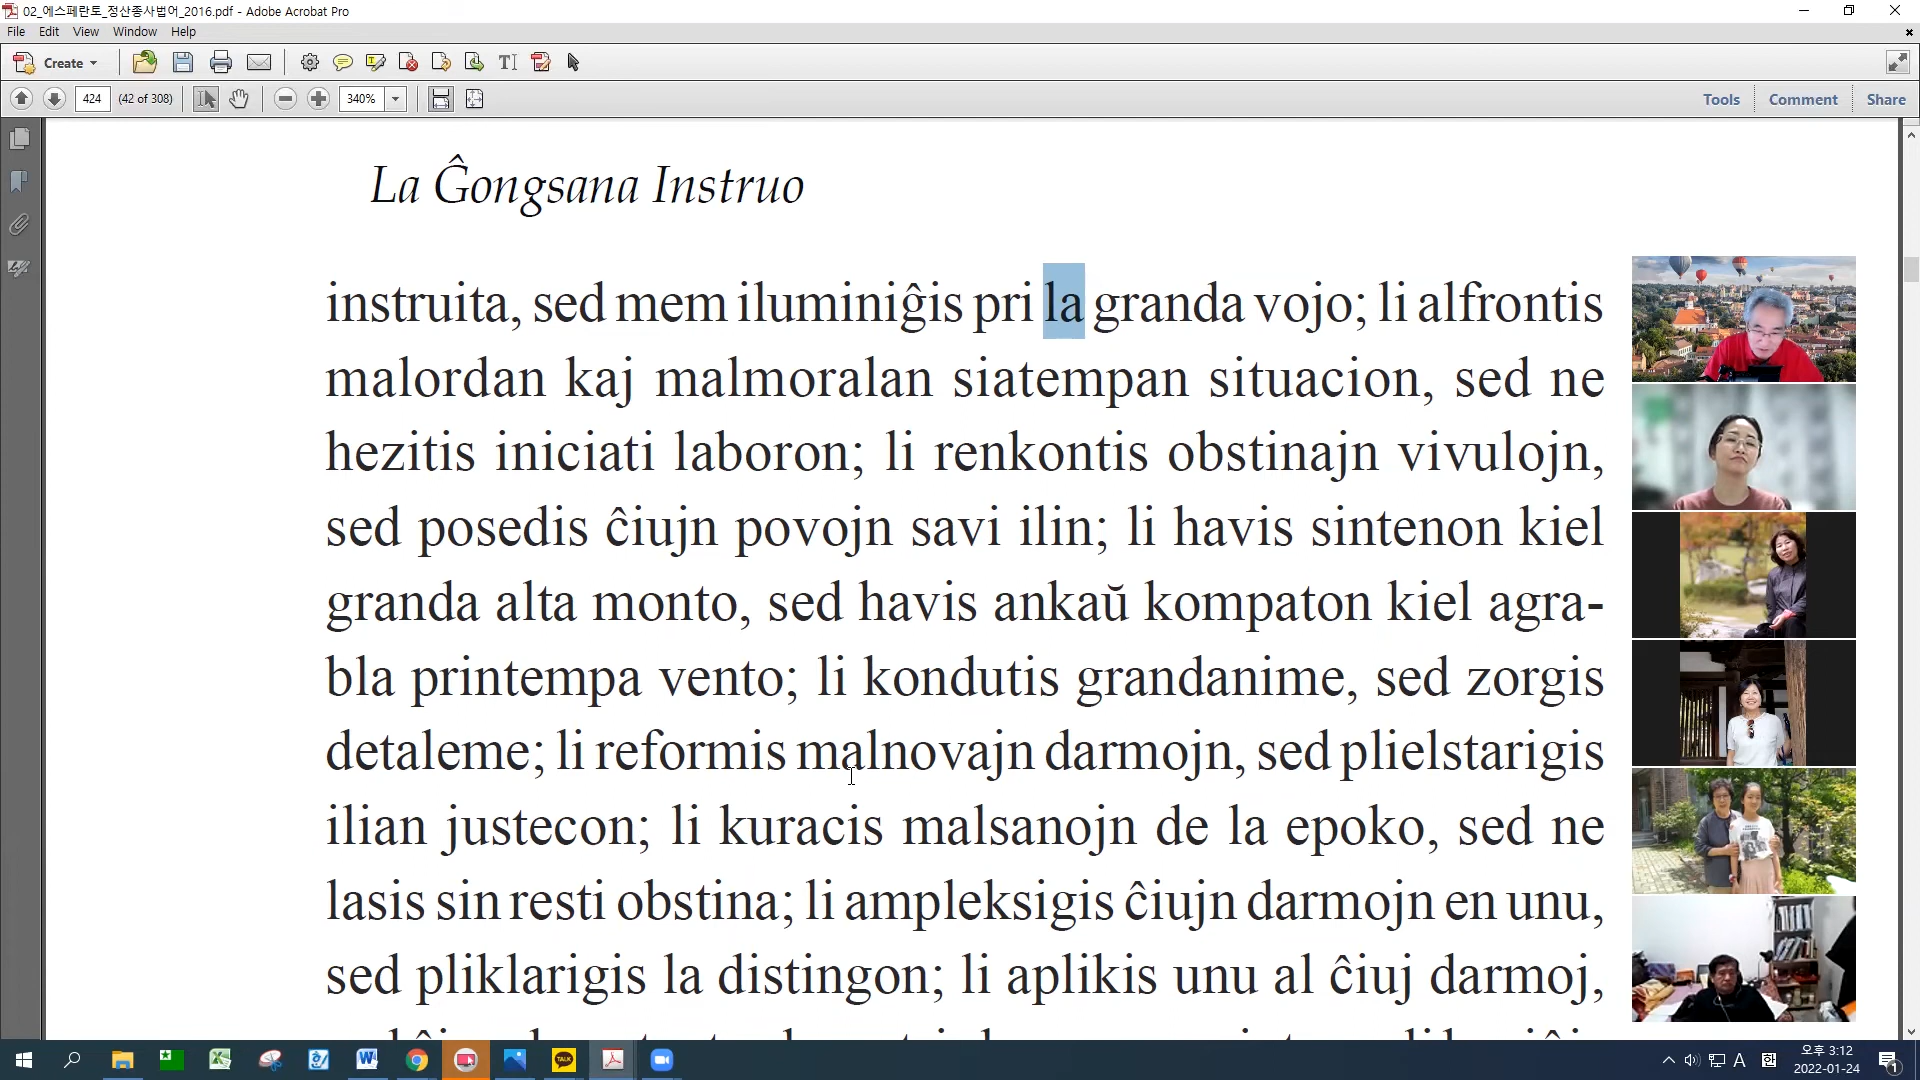 02_에스페란토_정산종사법어_2016.pdf - Adobe Acrobat Pro
File Edit View Window Help
Create
424 (42 of 308) 340% Tools Comment Share
La Ĝongsana Instruo
instruita, sed mem iluminiĝis pri la granda vojo; li alfrontis
malordan kaj malmoralan siatempan situacion, sed ne
hezitis iniciati laboron; li renkontis obstinajn vivulojn,
sed posedis ĉiujn povojn savi ilin; li havis sintenon kiel
granda alta monto, sed havis ankaŭ kompaton kiel agra-
bla printempa vento; li kondutis grandanime, sed zorgis
detaleme; li reformis malnovajn darmojn, sed plielstarigis
ilian justecon; li kuracis malsanojn de la epoko, sed ne
lasis sin resti obstina; li ampleksigis ĉiujn darmojn en unu,
sed pliklarigis la distingon; li aplikis unu al ĉiuj darmoj,
TALK
A 한 오후 3:12
2022-01-24
1